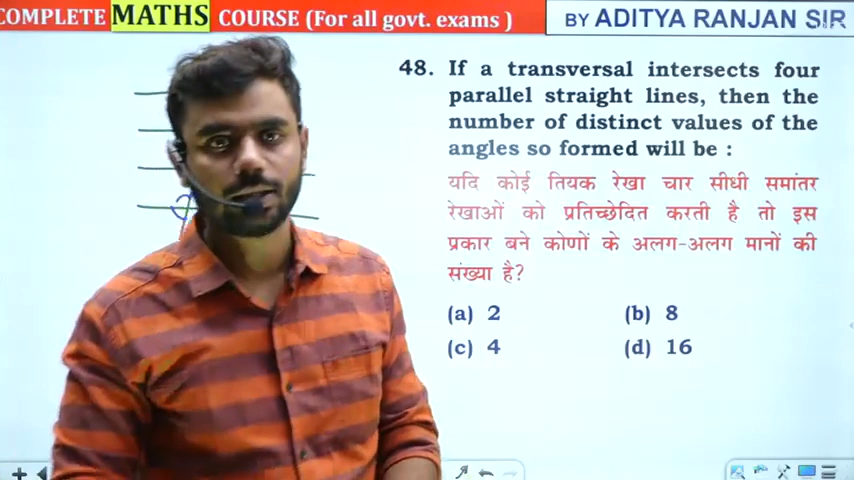 COMPLETE MATHS COURSE (For all govt. exams )
BY ADITYA RANJAN SIR
48. If a transversal intersects four
parallel straight lines, then the
number of distinct values of the
angles so formed will be :
यदि कोई तियक रेखा चार सीधी समांतर
रेखाओं को प्रतिच्छेदित करती है तो इस
प्रकार बने कोणों के अलग-अलग मानों की
संख्या है?
(a) 2
(b) 8
(c) 4
(d) 16